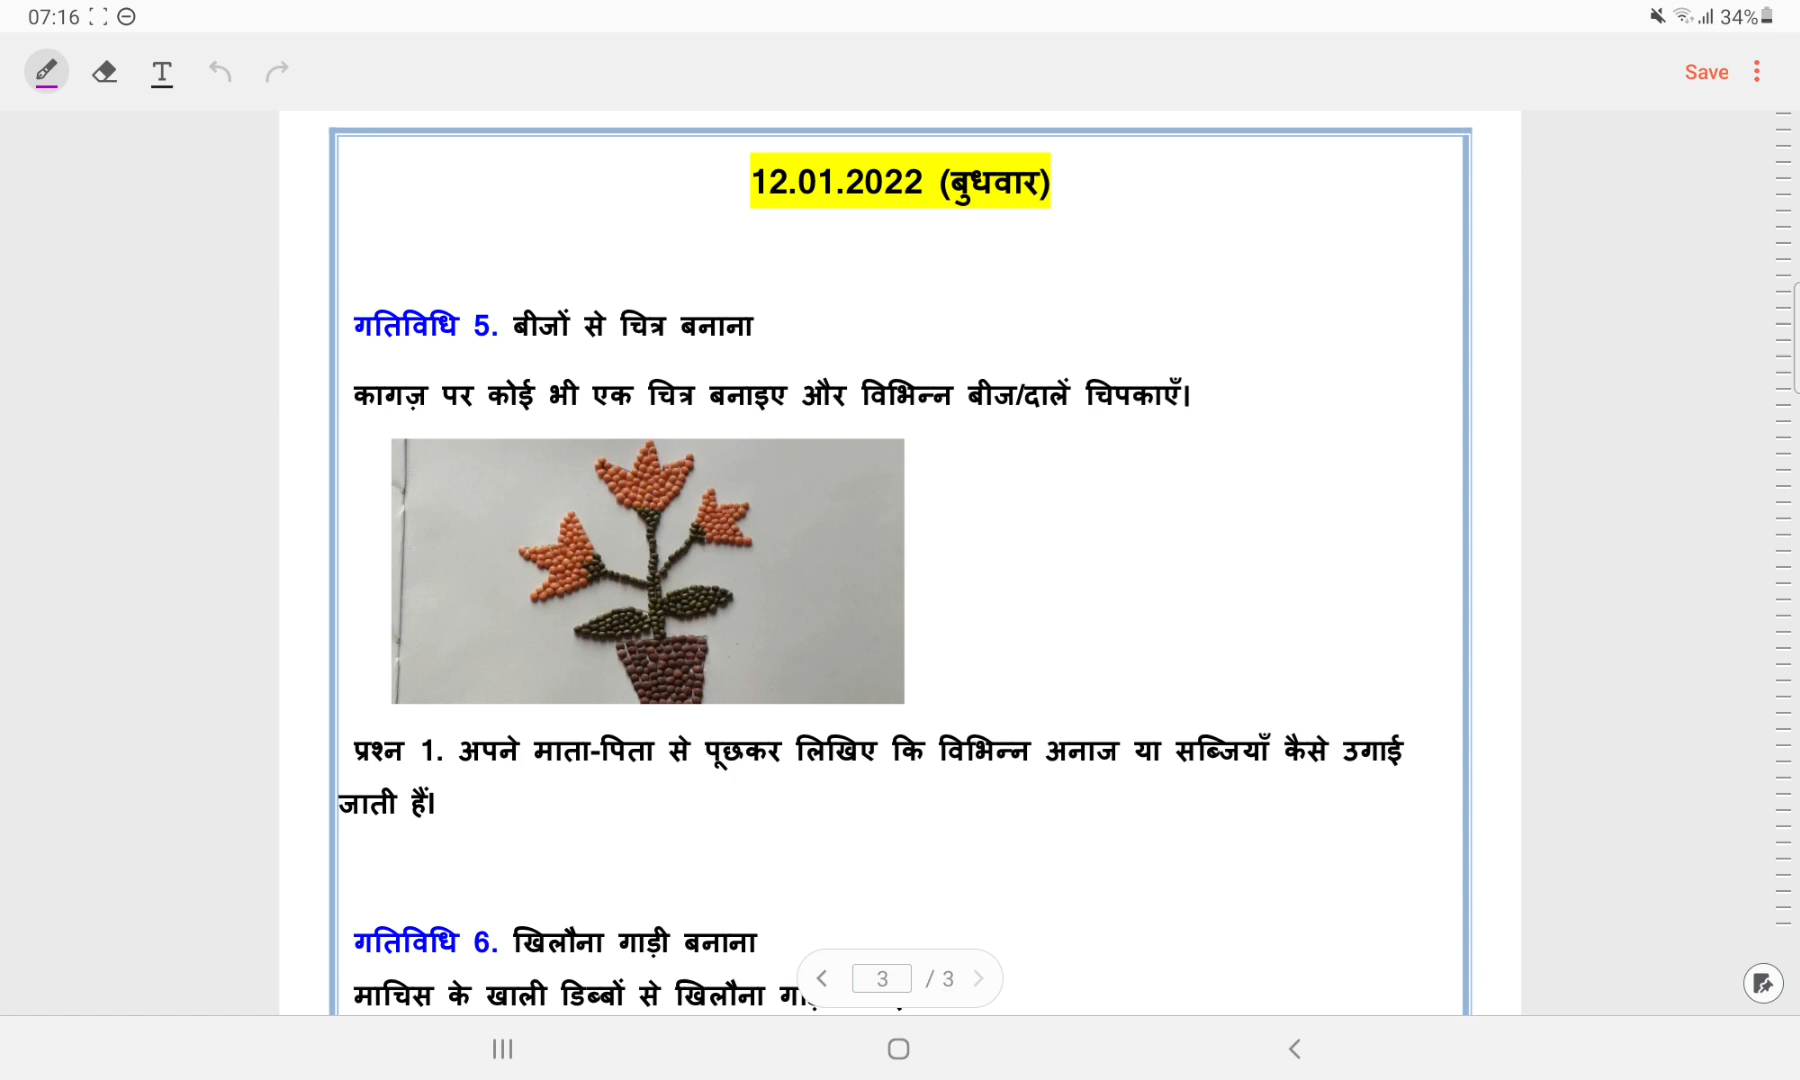 07:16
34%
Save
12.01.2022 (बुधवार)
गतिविधि 5. बीजों से चित्र बनाना
कागज़ पर कोई भी एक चित्र बनाइए और विभिन्न बीज/दालें चिपकाएँ।
प्रश्न 1. अपने माता-पिता से पूछकर लिखिए कि विभिन्न अनाज या सब्जियाँ कैसे उगाई
जाती हैं।
गतिविधि 6. खिलौना गाड़ी बनाना
माचिस के खाली डिब्बों से खिलौना
3 / 3